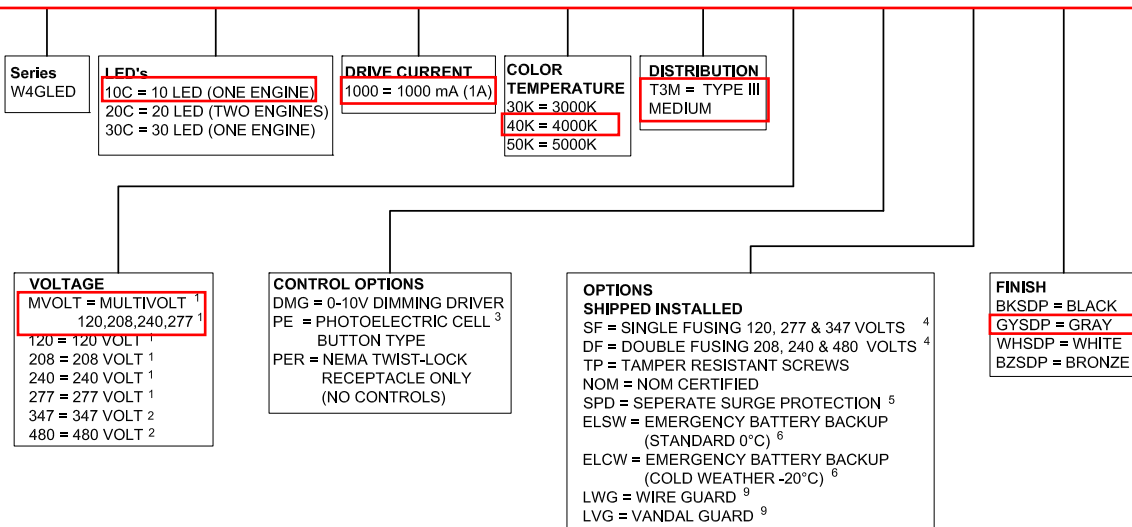 Series
W4GLED
LED's
10C = 10 LED (ONE ENGINE)
20C = 20 LED (TWO ENGINES)
30C = 30 LED (ONE ENGINE)
DRIVE CURRENT
1000 = 1000 mA (1A)
COLOR
TEMPERATURE
30K = 3000K
40K = 4000K
50K = 5000K
DISTRIBUTION
T3M = TYPE III
MEDIUM
VOLTAGE
MVOLT = MULTIVOLT 1
120,208,240,277 1
120 = 120 VOLT 1
208 = 208 VOLT 1
240 = 240 VOLT 1
277 = 277 VOLT 1
347 = 347 VOLT 2
480 = 480 VOLT 2
CONTROL OPTIONS
DMG = 0-10V DIMMING DRIVER
PE = PHOTOELECTRIC CELL 3
BUTTON TYPE
PER = NEMA TWIST-LOCK
RECEPTACLE ONLY
(NO CONTROLS)
OPTIONS
SHIPPED INSTALLED
SF = SINGLE FUSING 120, 277 & 347 VOLTS 4
DF = DOUBLE FUSING 208, 240 & 480 VOLTS 4
TP = TAMPER RESISTANT SCREWS
NOM = NOM CERTIFIED
SPD = SEPERATE SURGE PROTECTION 5
ELSW = EMERGENCY BATTERY BACKUP
(STANDARD 0°C) 6
ELCW = EMERGENCY BATTERY BACKUP
(COLD WEATHER -20°C) 6
LWG = WIRE GUARD 9
LVG = VANDAL GUARD 9
FINISH
BKSDP = BLACK
GYSDP = GRAY
WHSDP = WHITE
BZSDP = BRONZE